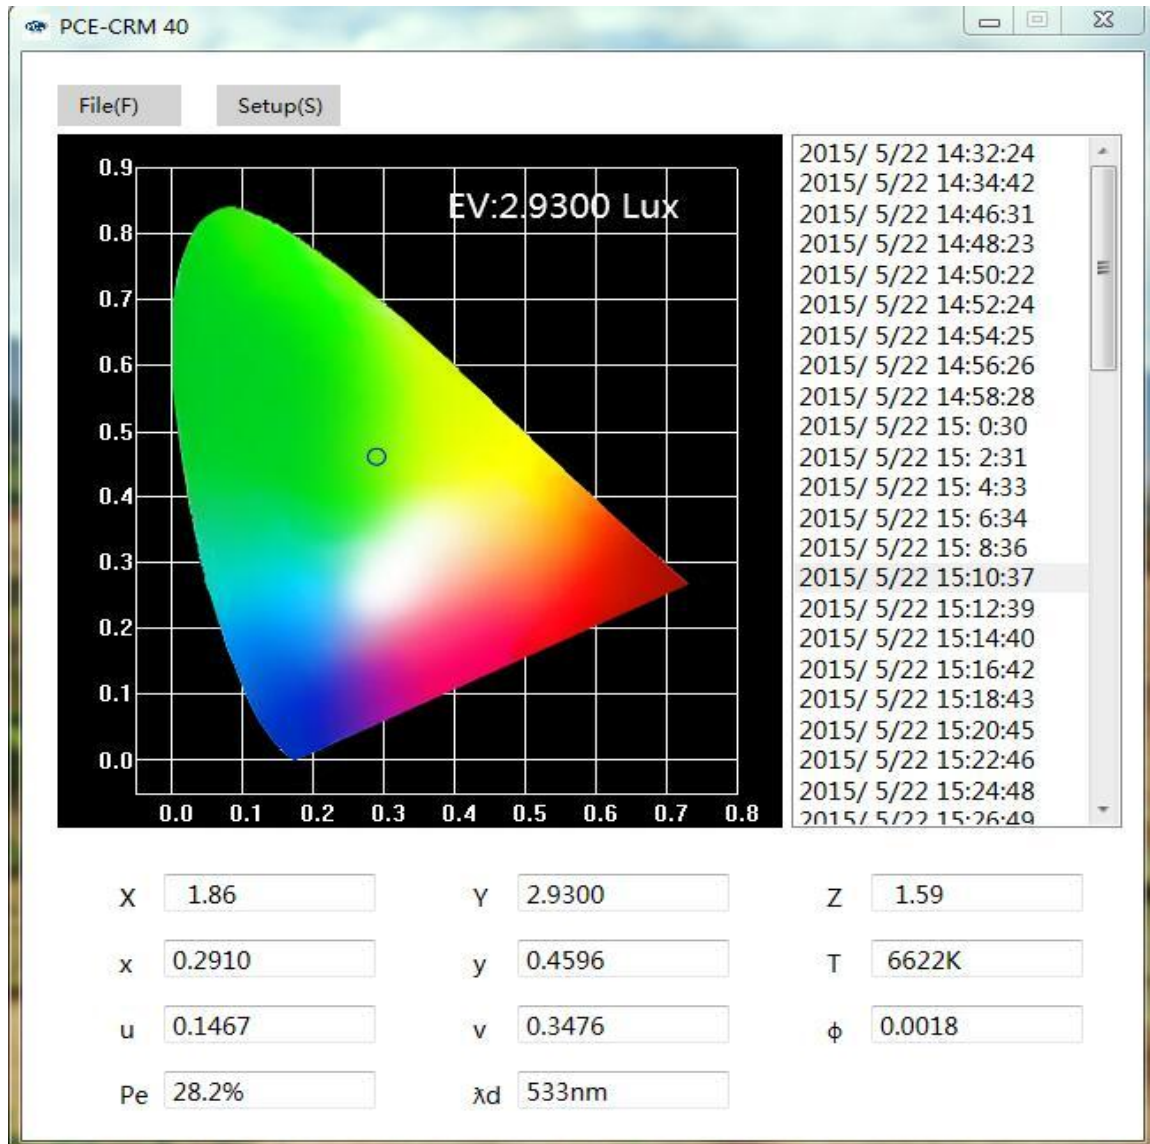 PCE-CRM 40
File(F) Setup(S)
EV:2.9300 Lux
0.9
0.8
0.7
0.6
0.5
0.4
0.3
0.2
0.1
0.0
0.0 0.1 0.2 0.3 0.4 0.5 0.6 0.7 0.8
2015/ 5/22 14:32:24
2015/ 5/22 14:34:42
2015/ 5/22 14:46:31
2015/ 5/22 14:48:23
2015/ 5/22 14:50:22
2015/ 5/22 14:52:24
2015/ 5/22 14:54:25
2015/ 5/22 14:56:26
2015/ 5/22 14:58:28
2015/ 5/22 15: 0:30
2015/ 5/22 15: 2:31
2015/ 5/22 15: 4:33
2015/ 5/22 15: 6:34
2015/ 5/22 15: 8:36
2015/ 5/22 15:10:37
2015/ 5/22 15:12:39
2015/ 5/22 15:14:40
2015/ 5/22 15:16:42
2015/ 5/22 15:18:43
2015/ 5/22 15:20:45
2015/ 5/22 15:22:46
2015/ 5/22 15:24:48
2015/ 5/22 15:26:49
X 1.86 Y 2.9300 Z 1.59
x 0.2910 y 0.4596 T 6622K
u 0.1467 v 0.3476 ϕ 0.0018
Pe 28.2% ƛd 533nm